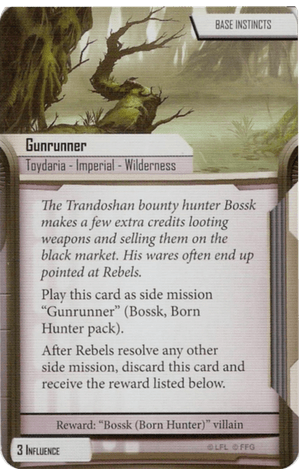 BASE INSTINCTS
Gunrunner
Toydaria - Imperial - Wilderness
The Trandoshan bounty hunter Bossk
makes a few extra credits looting
weapons and selling them on the
black market. His wares often end up
pointed at Rebels.
Play this card as side mission
“Gunrunner” (Bossk, Born
Hunter pack).
After Rebels resolve any other
side mission, discard this card and
receive the reward listed below.
Reward: “Bossk (Born Hunter)” villain
3 INFLUENCE
© LFL © FFG